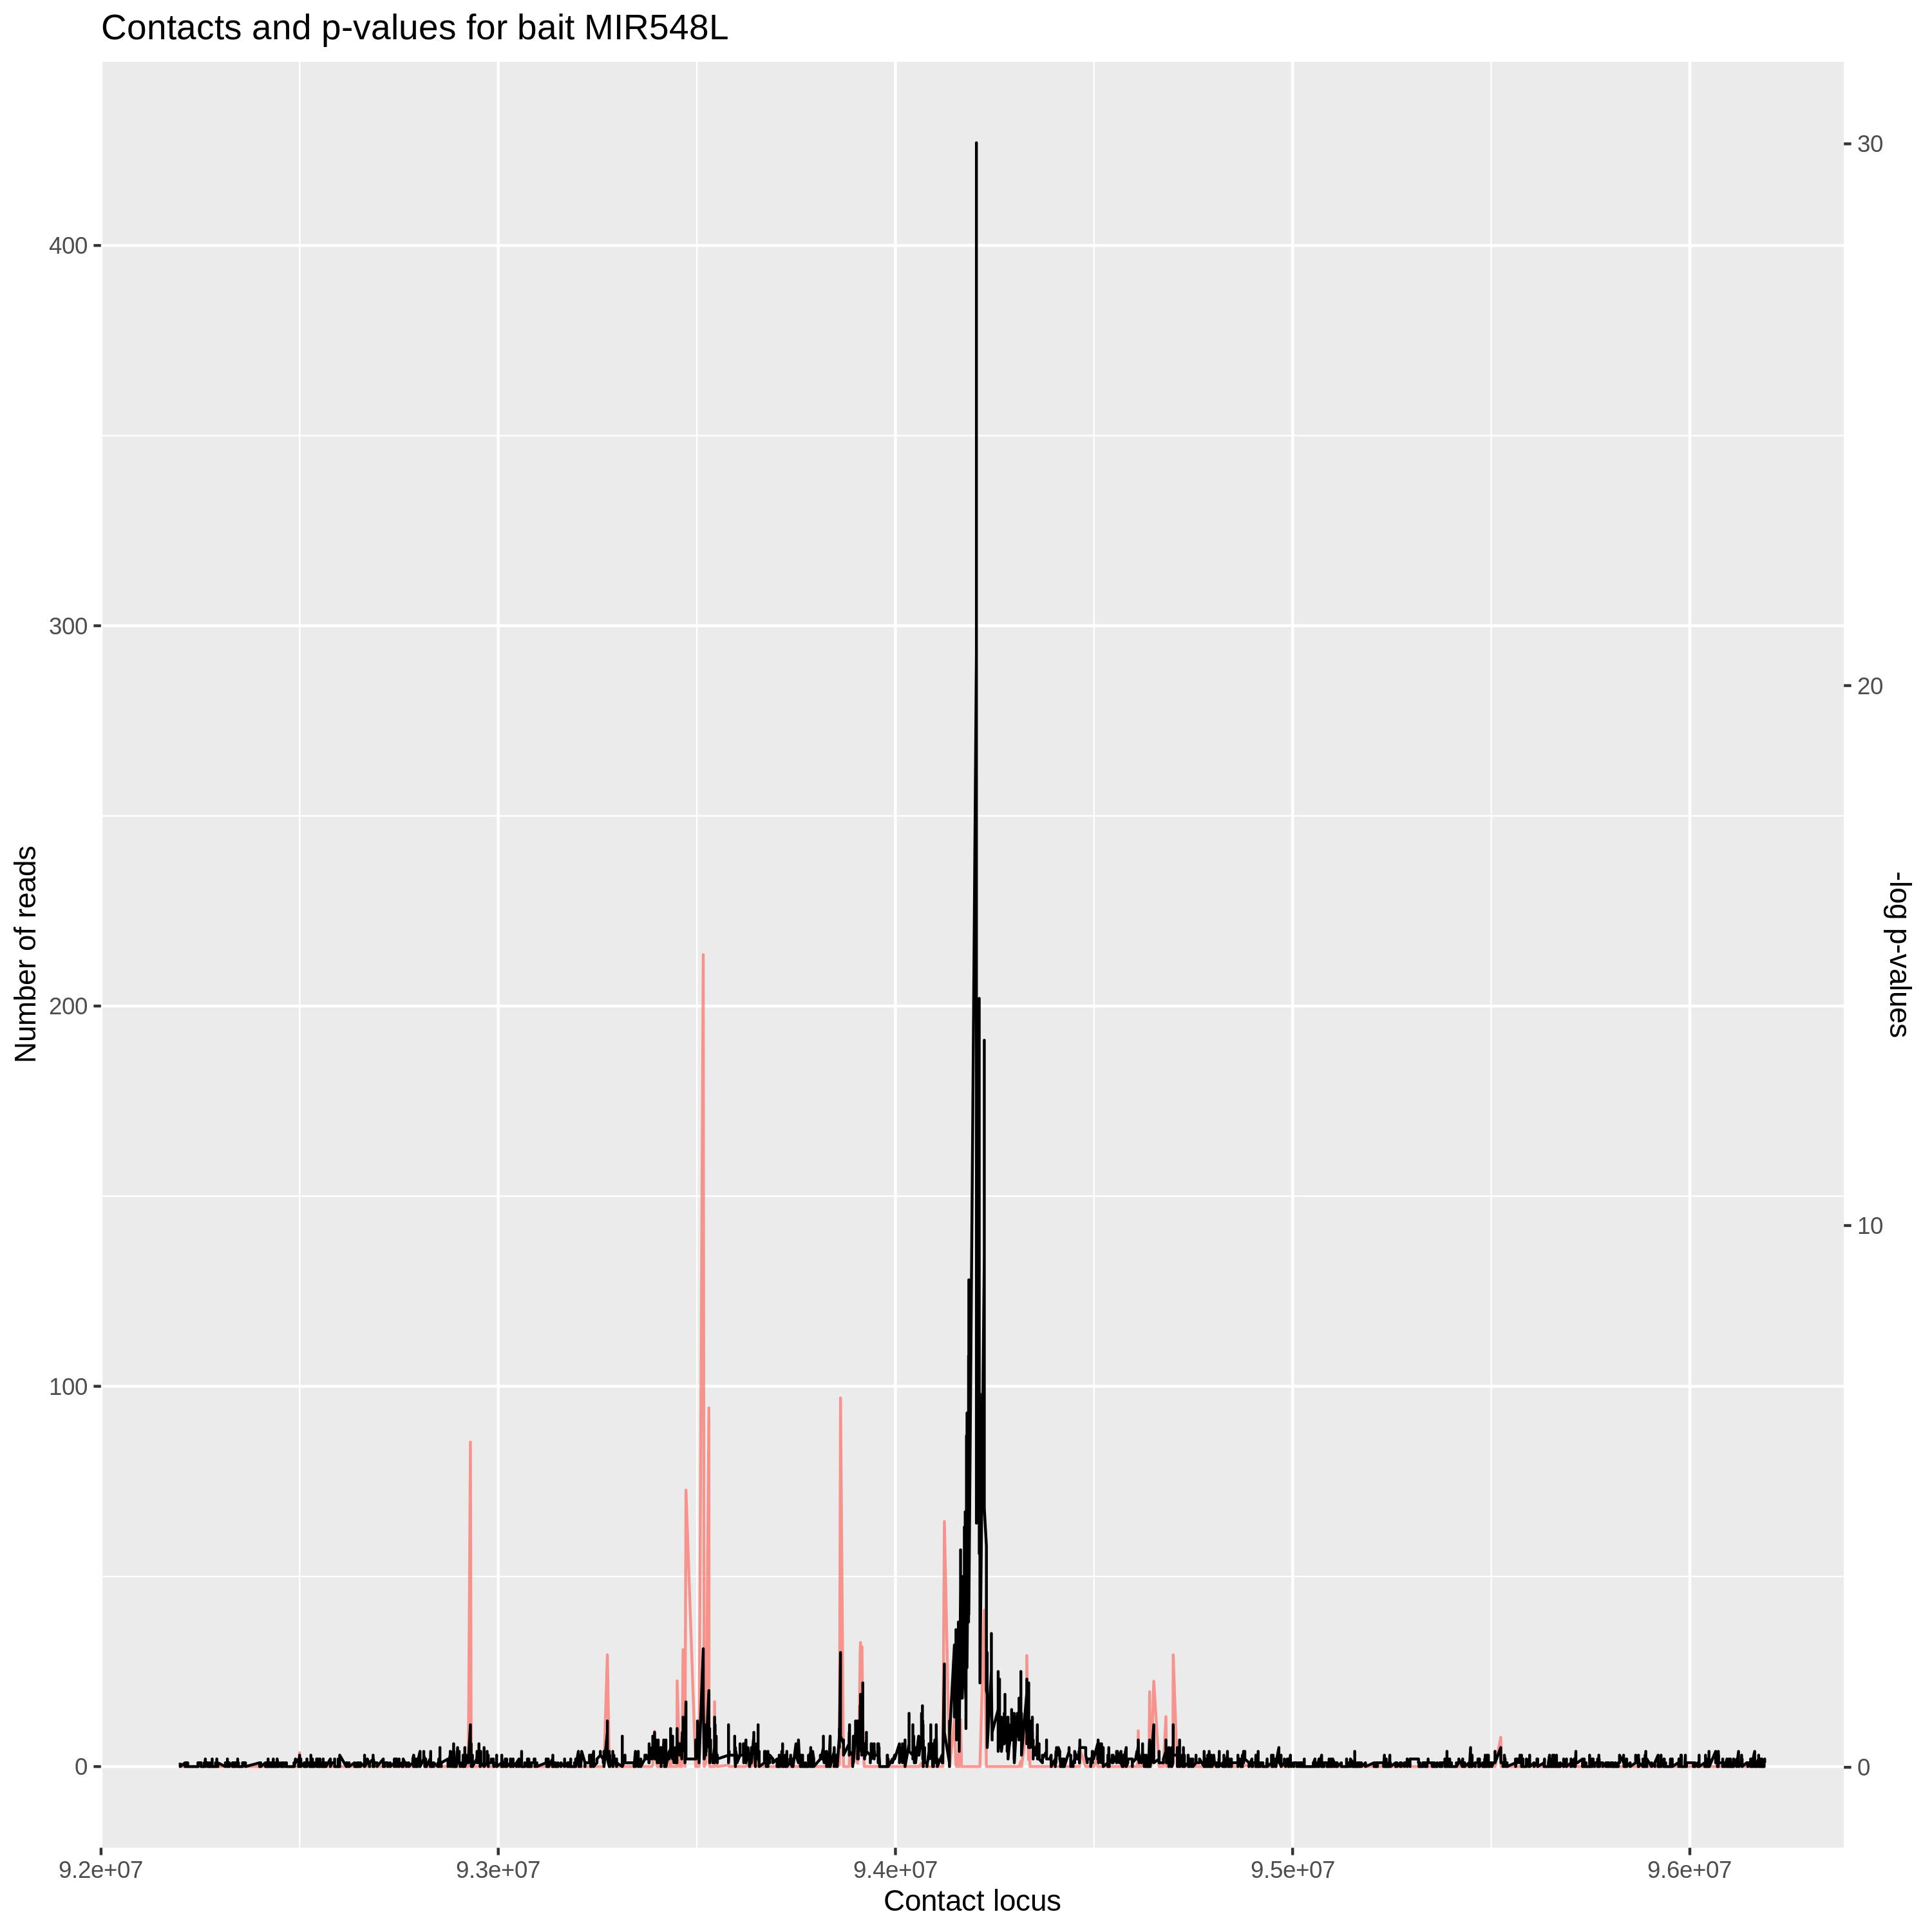 Contacts and p-values for bait MIR548L
400
300
200
100
0
Number of reads
30
20
10
0
-log p-values
9.2e+07
9.3e+07
9.4e+07
9.5e+07
9.6e+07
Contact locus